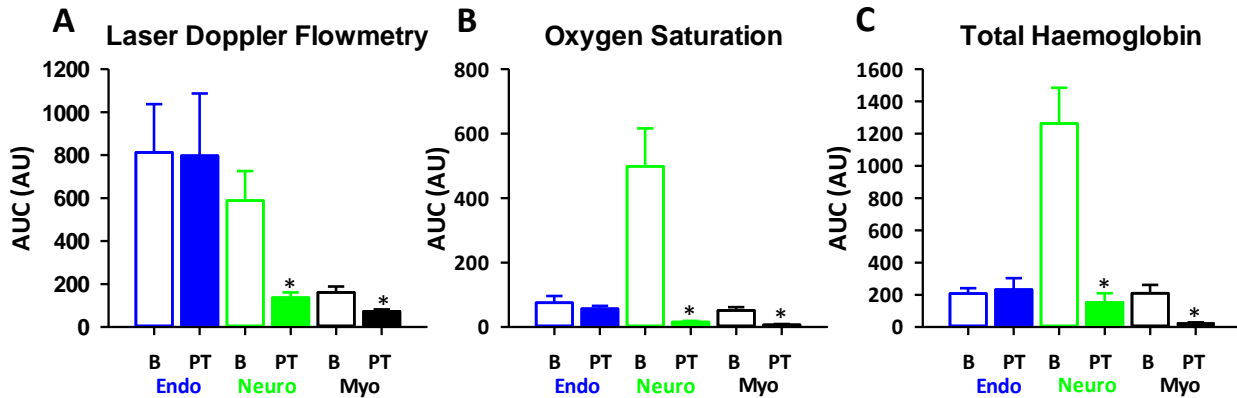 A
Laser Doppler Flowmetry
AUC (AU)
1200
1000
800
600
400
200
0
*
*
B PT B PT B PT
Endo Neuro Myo
B
Oxygen Saturation
AUC (AU)
800
600
400
200
0
*
*
B PT B PT B PT
Endo Neuro Myo
C
Total Haemoglobin
AUC (AU)
1600
1400
1200
1000
800
600
400
200
0
*
*
B PT B PT B PT
Endo Neuro Myo